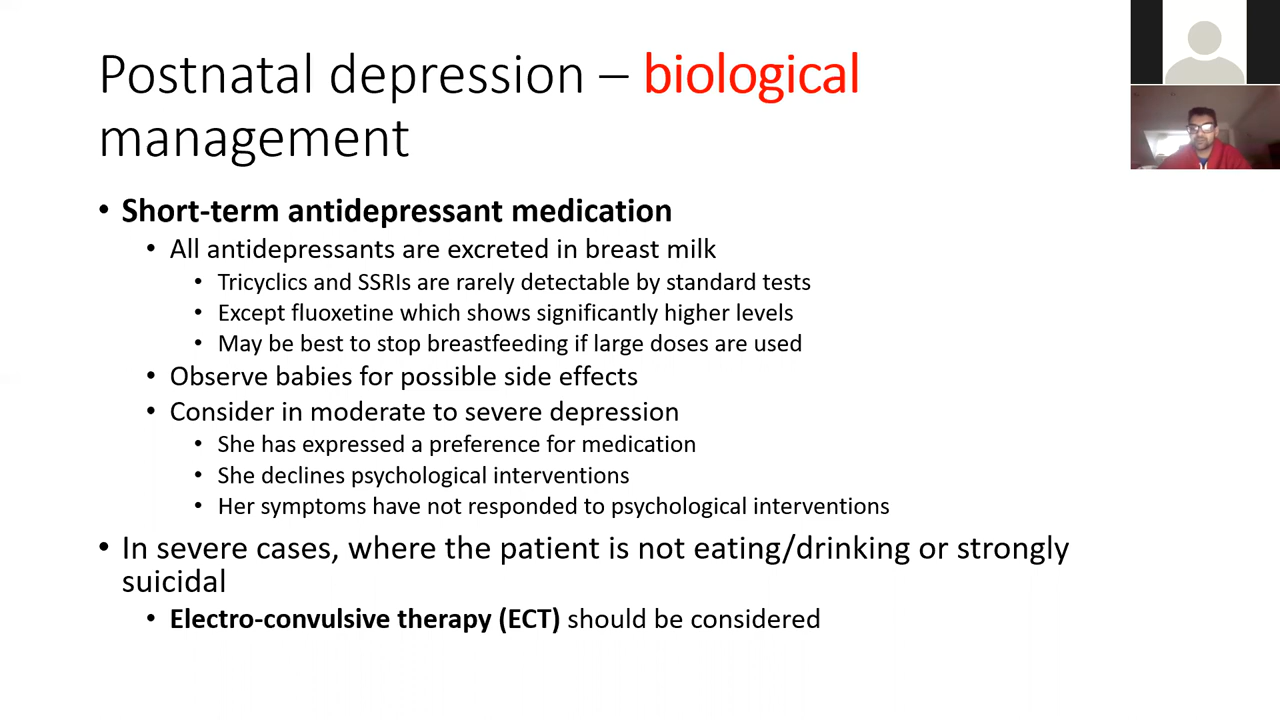 Postnatal depression – biological
management
• Short-term antidepressant medication
• All antidepressants are excreted in breast milk
• Tricyclics and SSRIs are rarely detectable by standard tests
• Except fluoxetine which shows significantly higher levels
• May be best to stop breastfeeding if large doses are used
• Observe babies for possible side effects
• Consider in moderate to severe depression
• She has expressed a preference for medication
• She declines psychological interventions
• Her symptoms have not responded to psychological interventions
• In severe cases, where the patient is not eating/drinking or strongly
suicidal
• Electro-convulsive therapy (ECT) should be considered